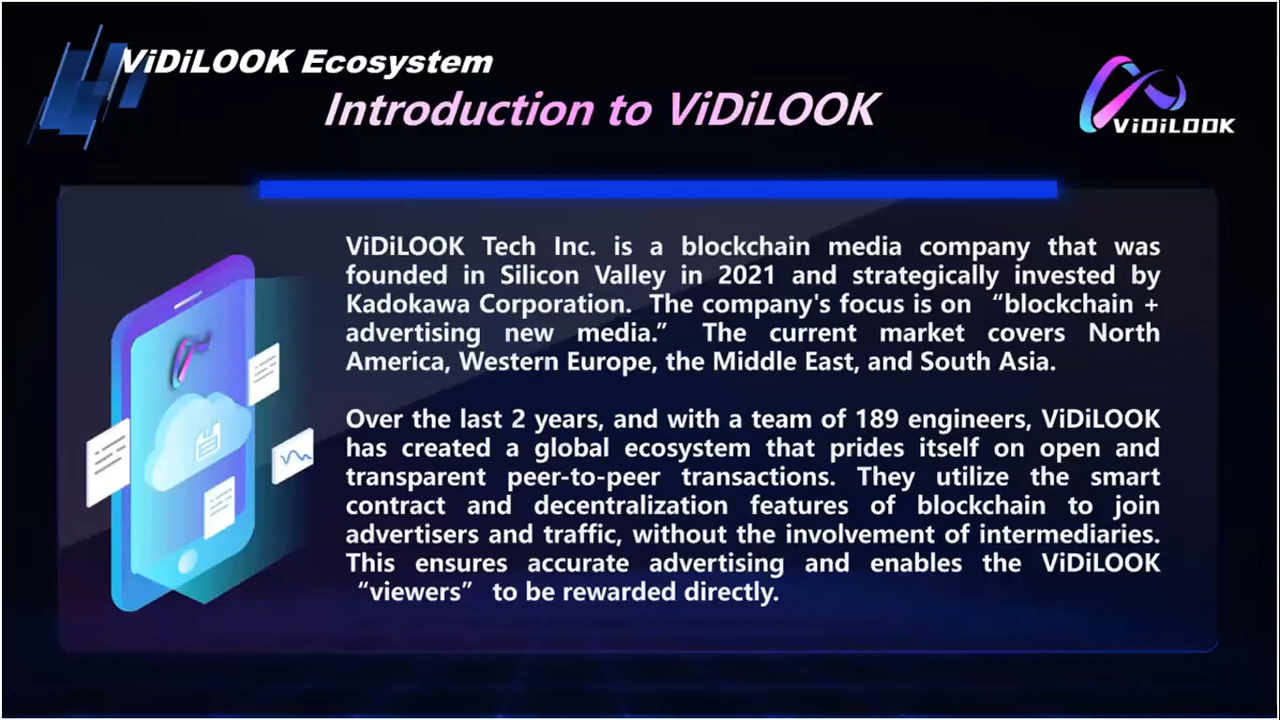 ViDiLOOK Ecosystem
Introduction to ViDiLOOK
ViDiLOOK
ViDiLOOK Tech Inc. is a blockchain media company that was
founded in Silicon Valley in 2021 and strategically invested by
Kadokawa Corporation. The company's focus is on “blockchain +
advertising new media.” The current market covers North
America, Western Europe, the Middle East, and South Asia.
Over the last 2 years, and with a team of 189 engineers, ViDiLOOK
has created a global ecosystem that prides itself on open and
transparent peer-to-peer transactions. They utilize the smart
contract and decentralization features of blockchain to join
advertisers and traffic, without the involvement of intermediaries.
This ensures accurate advertising and enables the ViDiLOOK
“viewers” to be rewarded directly.